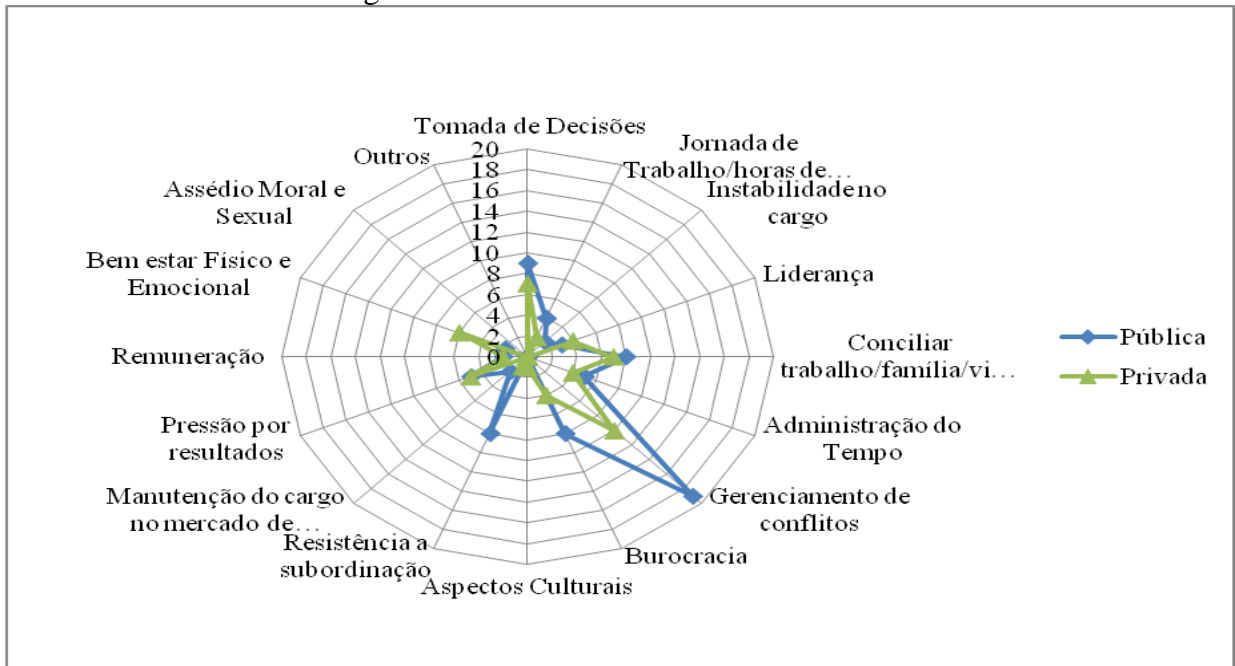 Tomada de Decisões
Jornada de
Trabalho/horas de…
Instabilidade no
cargo
Liderança
Conciliar
trabalho/família/vi…
Administração do
Tempo
Gerenciamento de
conflitos
Burocracia
Aspectos Culturais
Resistência a
subordinação
Manutenção do cargo
no mercado de…
Pressão por
resultados
Remuneração
Bem estar Físico e
Emocional
Assédio Moral e
Sexual
Outros
20
18
16
14
12
10
8
6
4
2
0
Pública
Privada